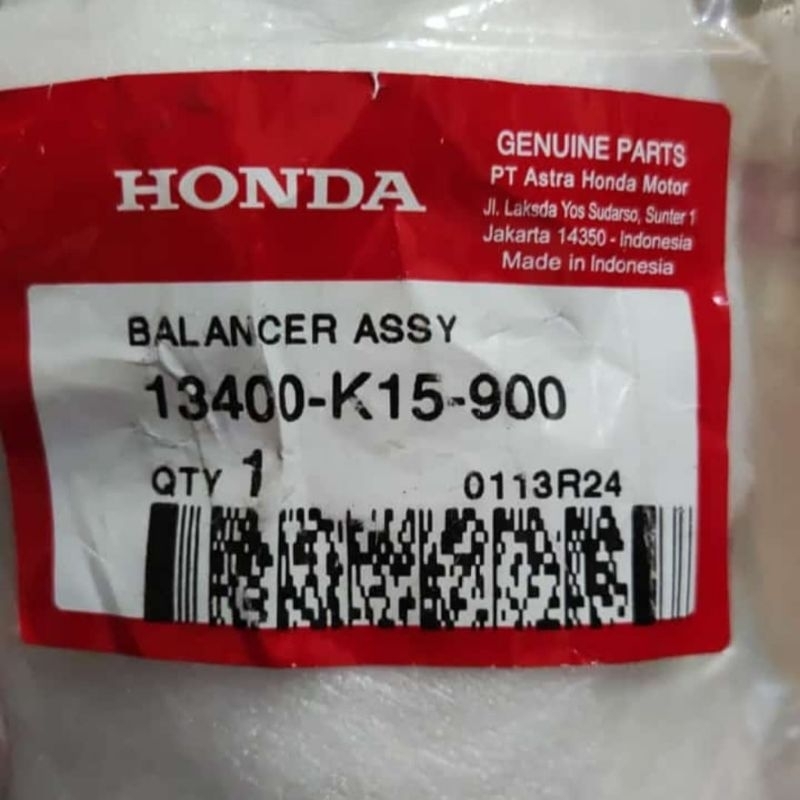 HONDA
GENUINE PARTS
PT Astra Honda Motor
Jl. Laksda Yos Sudarso, Sunter 1
Jakarta 14350 - Indonesia
Made in Indonesia
BALANCER ASSY
13400-K15-900
QTY 1
0113R24